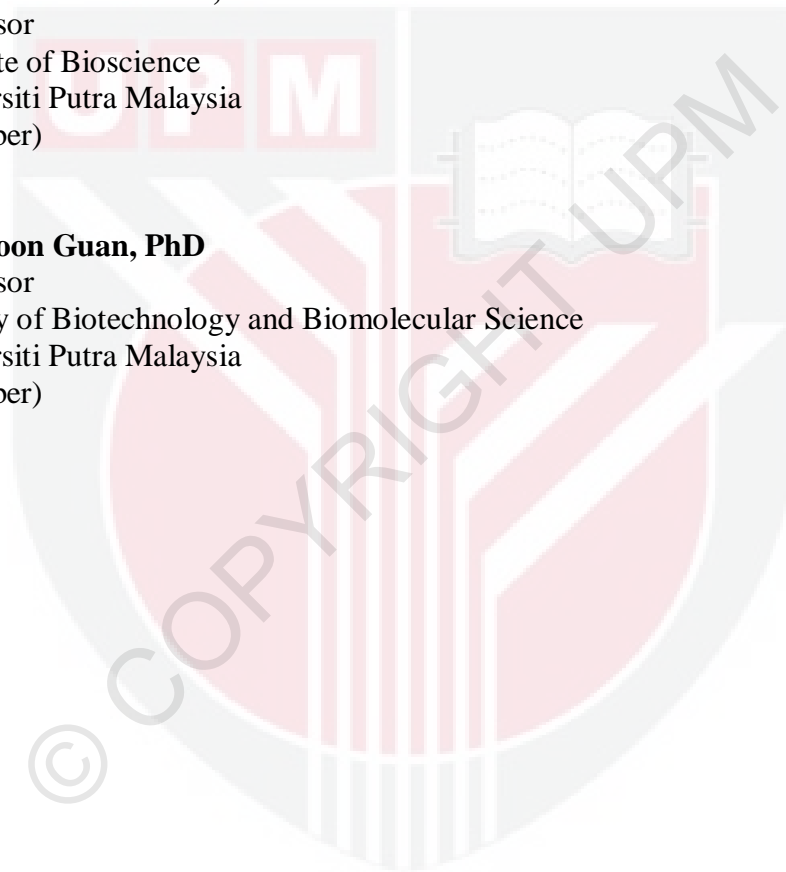 sor
te of Bioscience
rsiti Putra Malaysia
ber)
UPM
oon Guan, PhD
sor
y of Biotechnology and Biomolecular Science
rsiti Putra Malaysia
ber)
© COPYRIGHT UPM